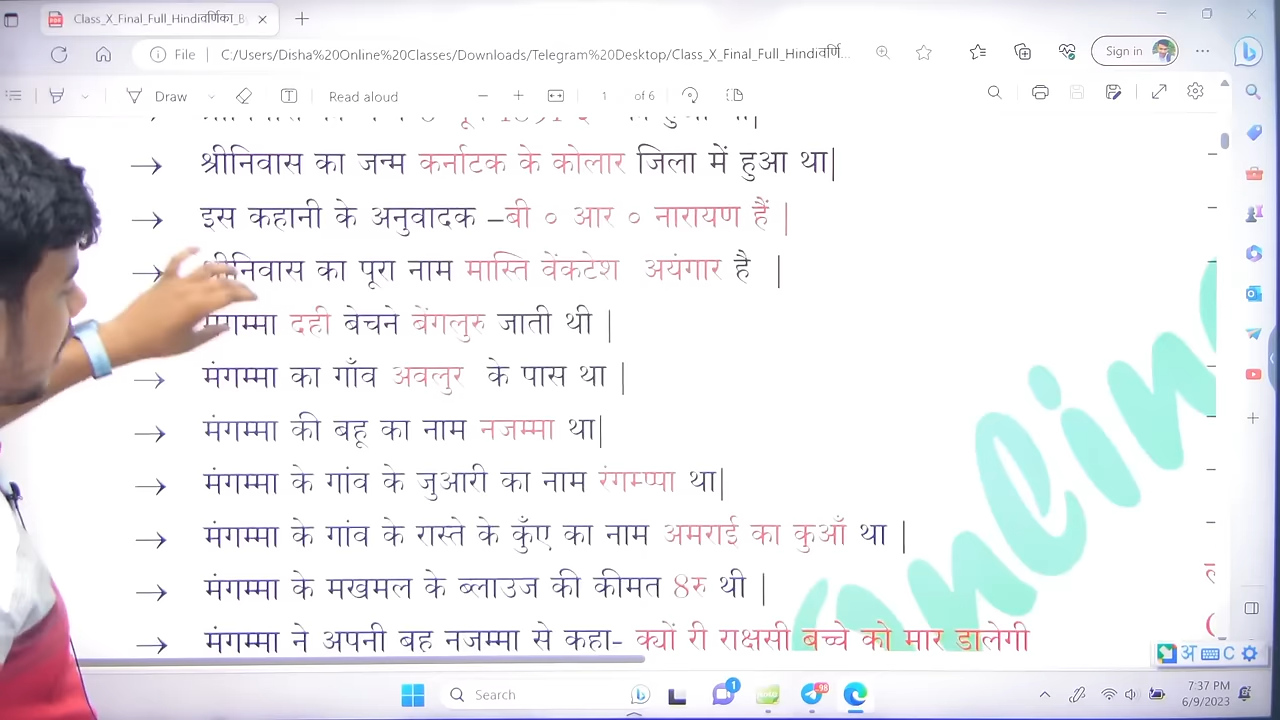 Class_X_Final_Full_Hindiवर्णिका_B
File C:/Users/Disha%20Online%20Classes/Downloads/Telegram%20Desktop/Class_X_Final_Full_Hindiवर्णि...
Sign in
Draw
Read aloud
1 of 6
→ श्रीनिवास का जन्म कर्नाटक के कोलार जिला में हुआ था|
→ इस कहानी के अनुवादक –बी ० आर ० नारायण हैं |
→ श्रीनिवास का पूरा नाम मास्ति वेंकटेश अयंगार है |
मंगम्मा दही बेचने बेंगलुरु जाती थी |
→ मंगम्मा का गाँव अवलुर के पास था |
→ मंगम्मा की बहू का नाम नजम्मा था|
→ मंगम्मा के गांव के जुआरी का नाम रंगम्प्पा था|
→ मंगम्मा के गांव के रास्ते के कुँए का नाम अमराई का कुआँ था |
→ मंगम्मा के मखमल के ब्लाउज की कीमत 8रु थी |
→ मंगम्मा ने अपनी बह नजम्मा से कहा- क्यों री राक्षसी बच्चे को मार डालेगी
Online
अ C
Search
1
98
7:37 PM
6/9/2023